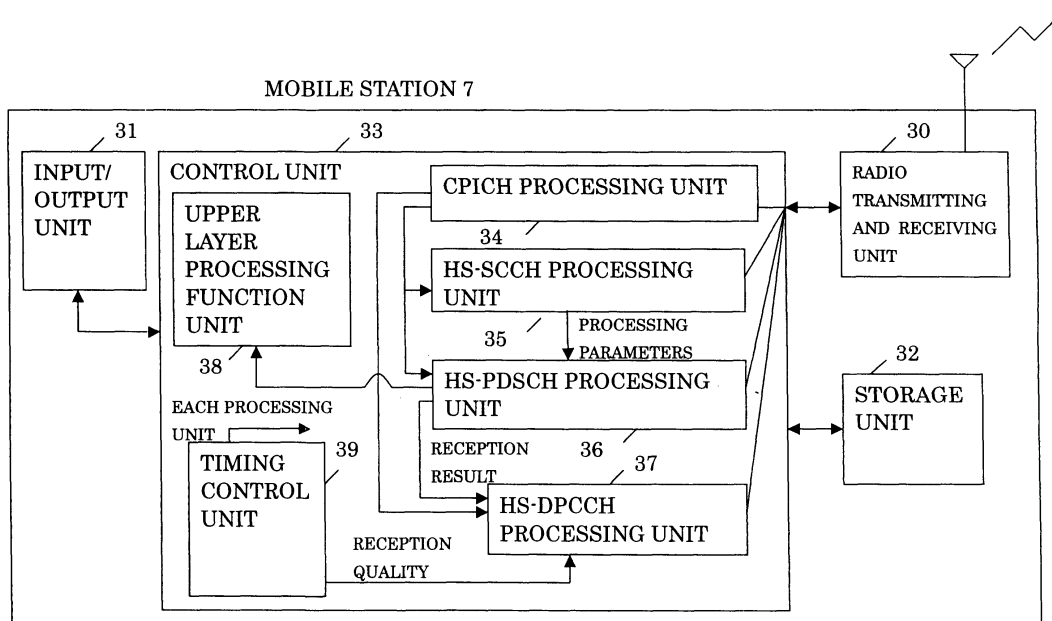 MOBILE STATION 7
31
INPUT/
OUTPUT
UNIT
33
CONTROL UNIT
UPPER
LAYER
PROCESSING
FUNCTION
UNIT
38
CPICH PROCESSING UNIT
34
HS-SCCH PROCESSING
UNIT
35
PROCESSING
PARAMETERS
HS-PDSCH PROCESSING
UNIT
36
EACH PROCESSING
UNIT
TIMING
CONTROL
UNIT
39
RECEPTION
RESULT
37
HS-DPCCH
PROCESSING UNIT
RECEPTION
QUALITY
30
RADIO
TRANSMITTING
AND RECEIVING
UNIT
32
STORAGE
UNIT